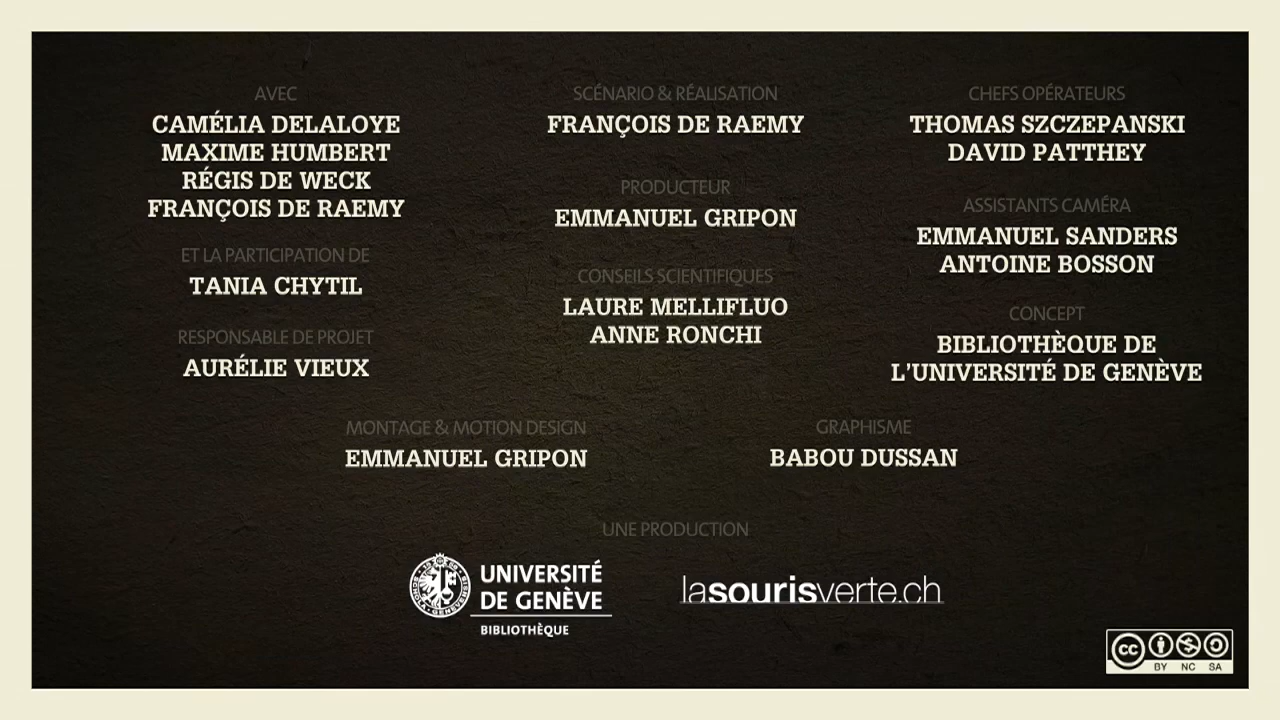 AVEC
CAMÉLIA DELALOYE
MAXIME HUMBERT
RÉGIS DE WECK
FRANÇOIS DE RAEMY
ET LA PARTICIPATION DE
TANIA CHYTIL
RESPONSABLE DE PROJET
AURÉLIE VIEUX
SCÉNARIO & RÉALISATION
FRANÇOIS DE RAEMY
PRODUCTEUR
EMMANUEL GRIPON
CONSEILS SCIENTIFIQUES
LAURE MELLIFLUO
ANNE RONCHI
CHEFS OPÉRATEURS
THOMAS SZCZEPANSKI
DAVID PATTHEY
ASSISTANTS CAMÉRA
EMMANUEL SANDERS
ANTOINE BOSSON
CONCEPT
BIBLIOTHÈQUE DE
L'UNIVERSITÉ DE GENÈVE
MONTAGE & MOTION DESIGN
EMMANUEL GRIPON
GRAPHISME
BABOU DUSSAN
UNE PRODUCTION
UNIVERSITÉ
DE GENÈVE
BIBLIOTHÈQUE
lasourisverte.ch
cc
BY NC SA